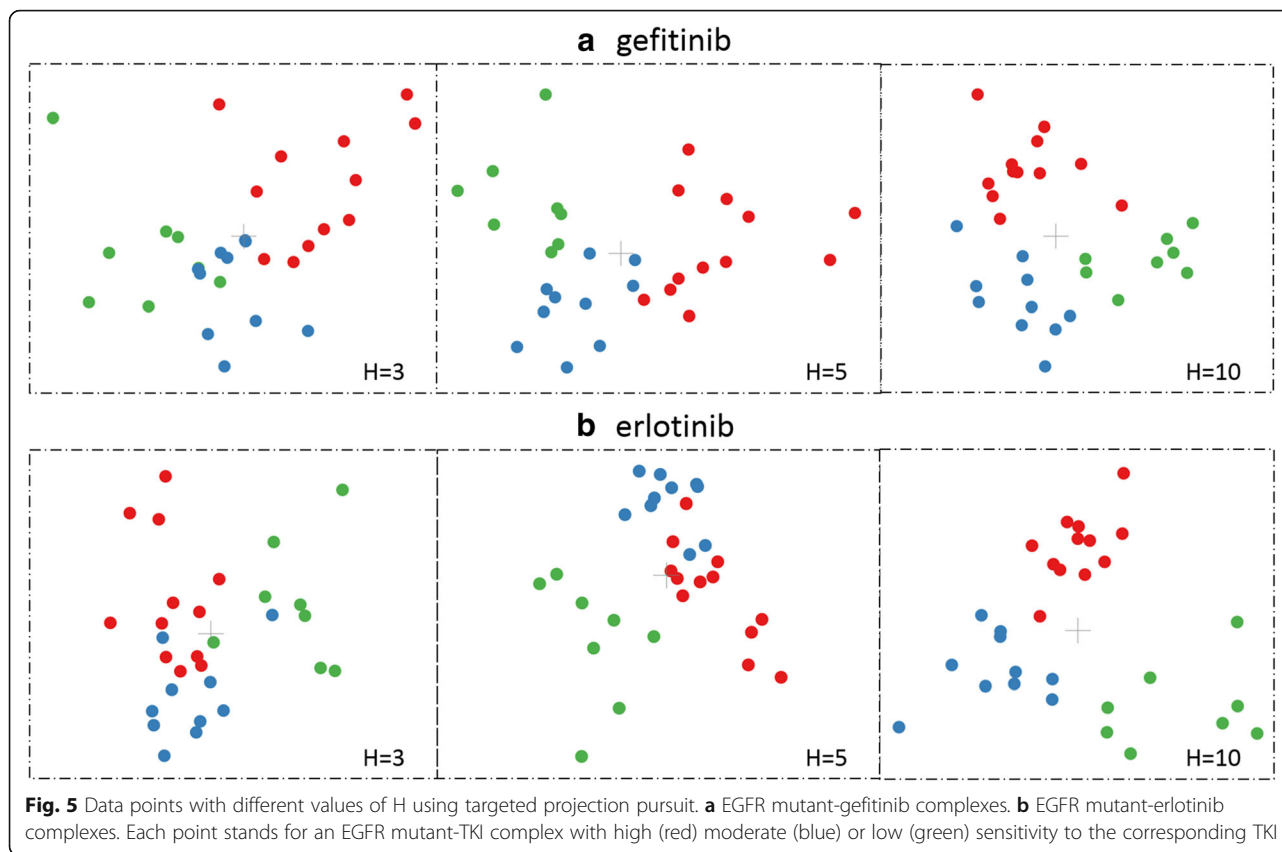 a gefitinib
H=3
H=5
H=10
b erlotinib
H=3
H=5
H=10
Fig. 5 Data points with different values of H using targeted projection pursuit. a EGFR mutant-gefitinib complexes. b EGFR mutant-erlotinib
complexes. Each point stands for an EGFR mutant-TKI complex with high (red) moderate (blue) or low (green) sensitivity to the corresponding TKI